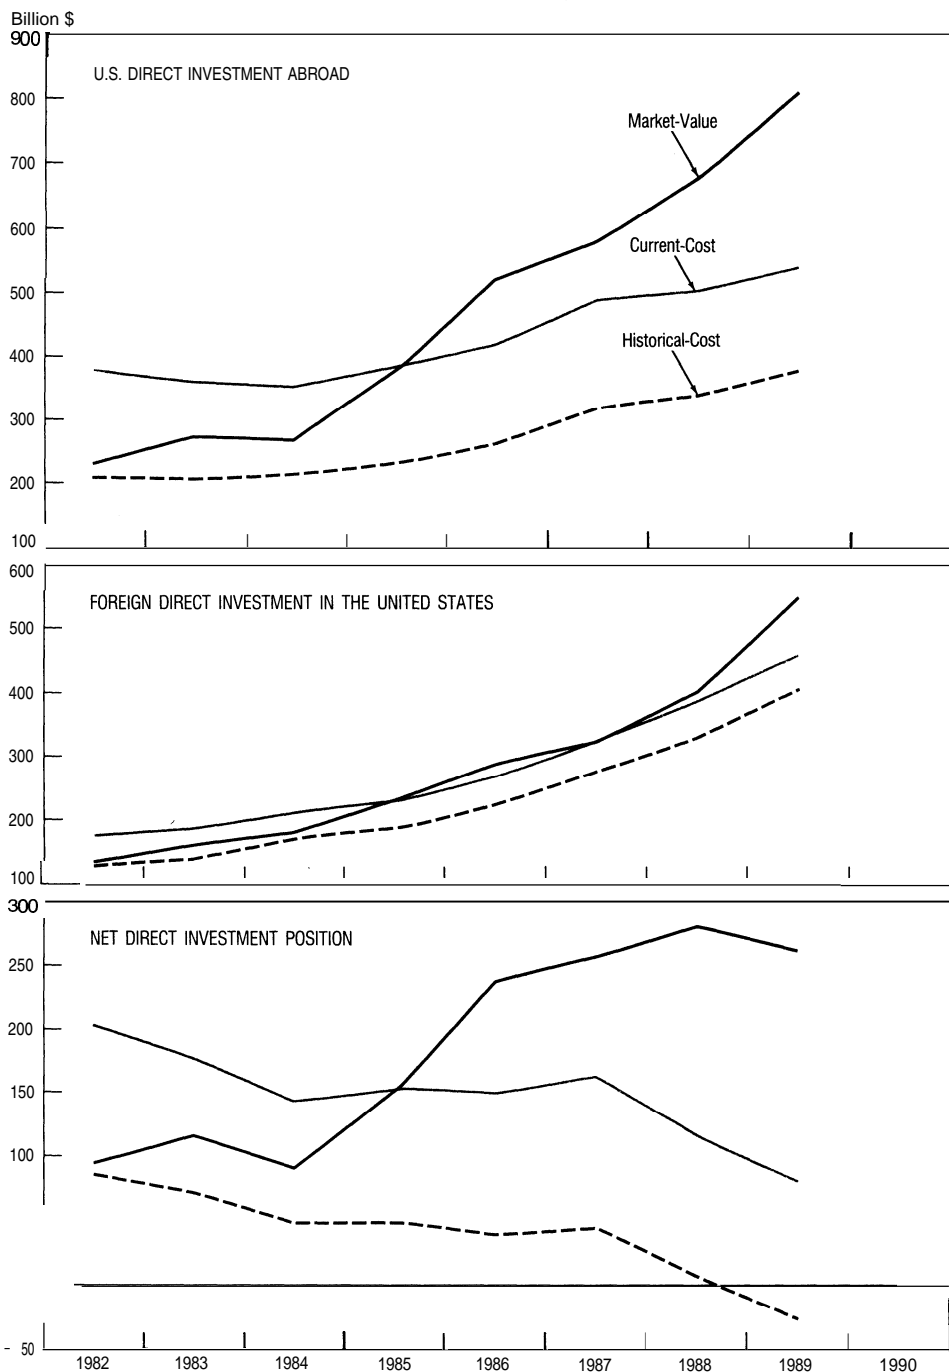 Billion $
900
U.S. DIRECT INVESTMENT ABROAD
800
Market-Value
700
600
Current-Cost
500
Historical-Cost
400
300
200
100
600
FOREIGN DIRECT INVESTMENT IN THE UNITED STATES
500
400
300
200
100
300
NET DIRECT INVESTMENT POSITION
250
200
150
100
- 50
1982 1983 1984 1985 1986 1987 1988 1989 1990